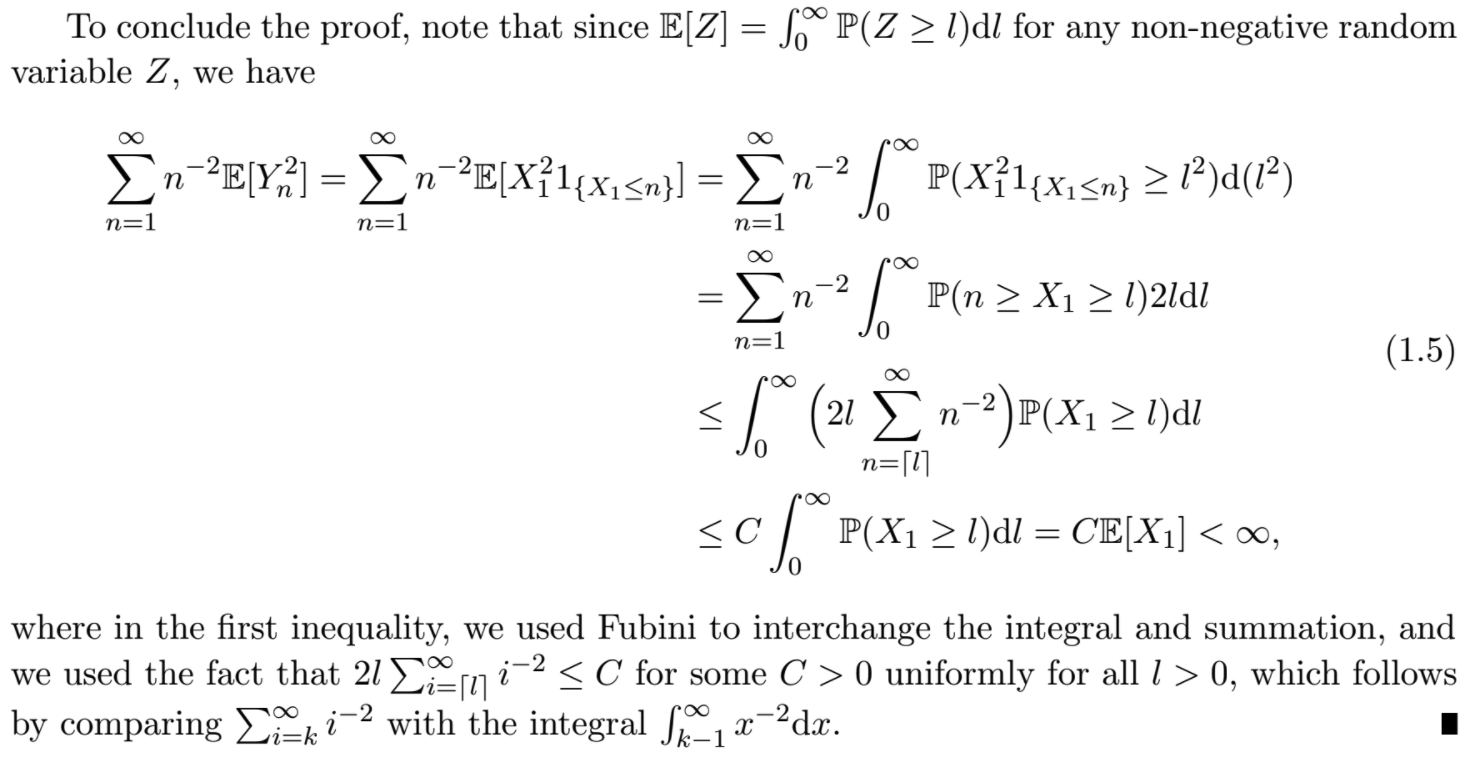 To conclude the proof, note that since $\mathbb{E}[Z] = \int_0^\infty \mathbb{P}(Z \geq l)\mathrm{d}l$ for any non-negative random
variable $Z$, we have
$\sum_{n=1}^\infty n^{-2}\mathbb{E}[Y_n^2] = \sum_{n=1}^\infty n^{-2}\mathbb{E}[X_1^2 1_{\{X_1 \leq n\}}] = \sum_{n=1}^\infty n^{-2} \int_0^\infty \mathbb{P}(X_1^2 1_{\{X_1 \leq n\}} \geq l^2)\mathrm{d}(l^2)$
$= \sum_{n=1}^\infty n^{-2} \int_0^\infty \mathbb{P}(n \geq X_1 \geq l) 2l \mathrm{d}l$
(1.5)
$\leq \int_0^\infty \Big(2l \sum_{n=\lceil l \rceil}^\infty n^{-2}\Big) \mathbb{P}(X_1 \geq l)\mathrm{d}l$
$\leq C \int_0^\infty \mathbb{P}(X_1 \geq l)\mathrm{d}l = C\mathbb{E}[X_1] < \infty,$
where in the first inequality, we used Fubini to interchange the integral and summation, and
we used the fact that $2l \sum_{i=\lceil l \rceil}^\infty i^{-2} \leq C$ for some $C > 0$ uniformly for all $l > 0$, which follows
by comparing $\sum_{i=k}^\infty i^{-2}$ with the integral $\int_{k-1}^\infty x^{-2}\mathrm{d}x$. ∎